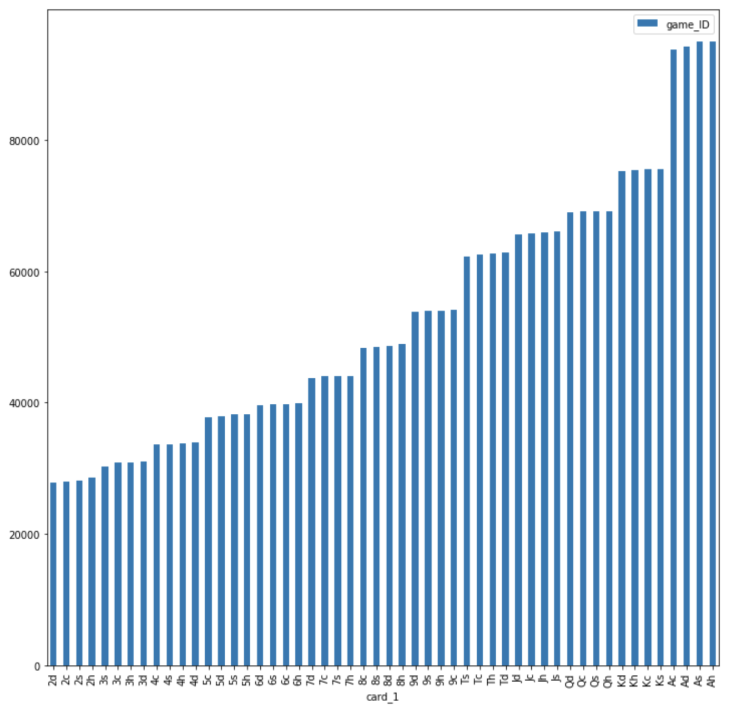 game_ID
80000
60000
40000
20000
0
2d 2c 2s 2h 3s 3c 3h 3d 4c 4s 4h 4d 5c 5d 5s 5h 6d 6s 6c 6h 7d 7c 7s 7h 8c 8s 8d 8h 9d 9s 9h 9c Ts Tc Th Td Jd Jc Jh Js Qd Qc Qs Qh Kd Kh Kc Ks Ac Ad As Ah
card_1